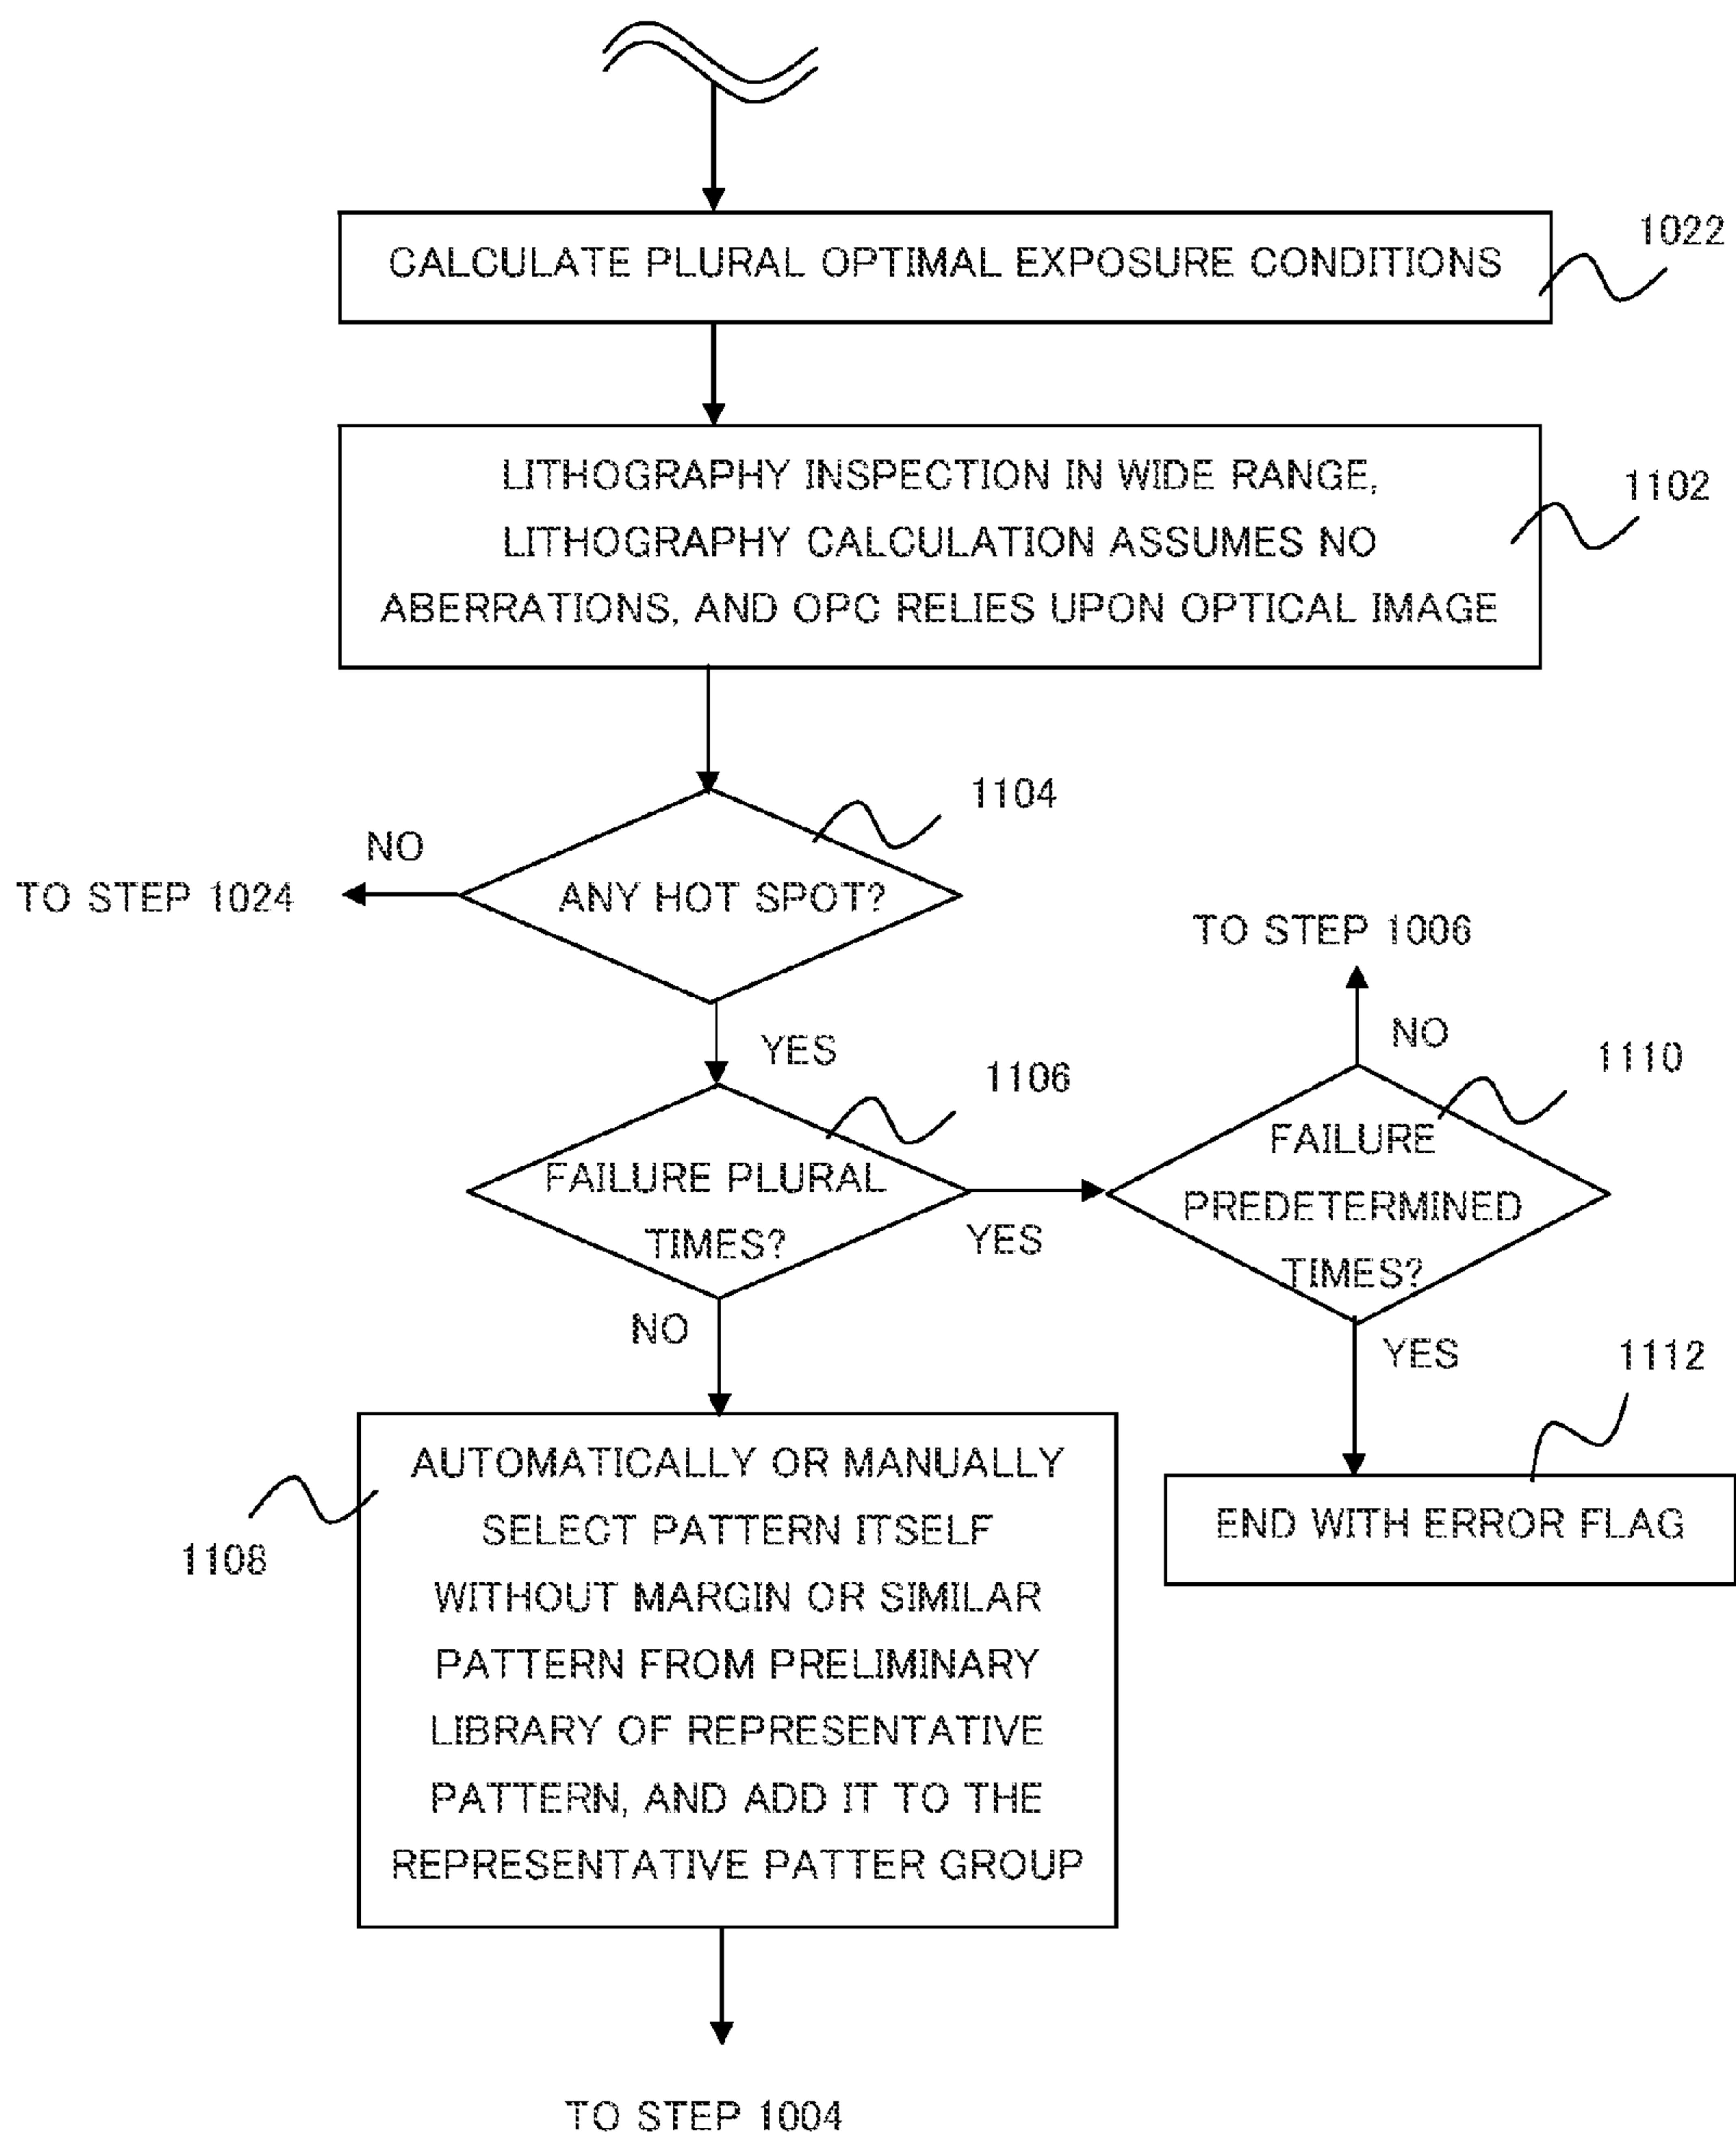 CALCULATE PLURAL OPTIMAL EXPOSURE CONDITIONS
1022
LITHOGRAPHY INSPECTION IN WIDE RANGE,
LITHOGRAPHY CALCULATION ASSUMES NO
ABERRATIONS, AND OPC RELIES UPON OPTICAL IMAGE
1102
1104
NO
TO STEP 1024
ANY HOT SPOT?
YES
TO STEP 1006
NO
1106
1110
FAILURE PLURAL
TIMES?
YES
FAILURE
PREDETERMINED
TIMES?
NO
YES
1112
END WITH ERROR FLAG
1108
AUTOMATICALLY OR MANUALLY
SELECT PATTERN ITSELF
WITHOUT MARGIN OR SIMILAR
PATTERN FROM PRELIMINARY
LIBRARY OF REPRESENTATIVE
PATTERN, AND ADD IT TO THE
REPRESENTATIVE PATTER GROUP
TO STEP 1004